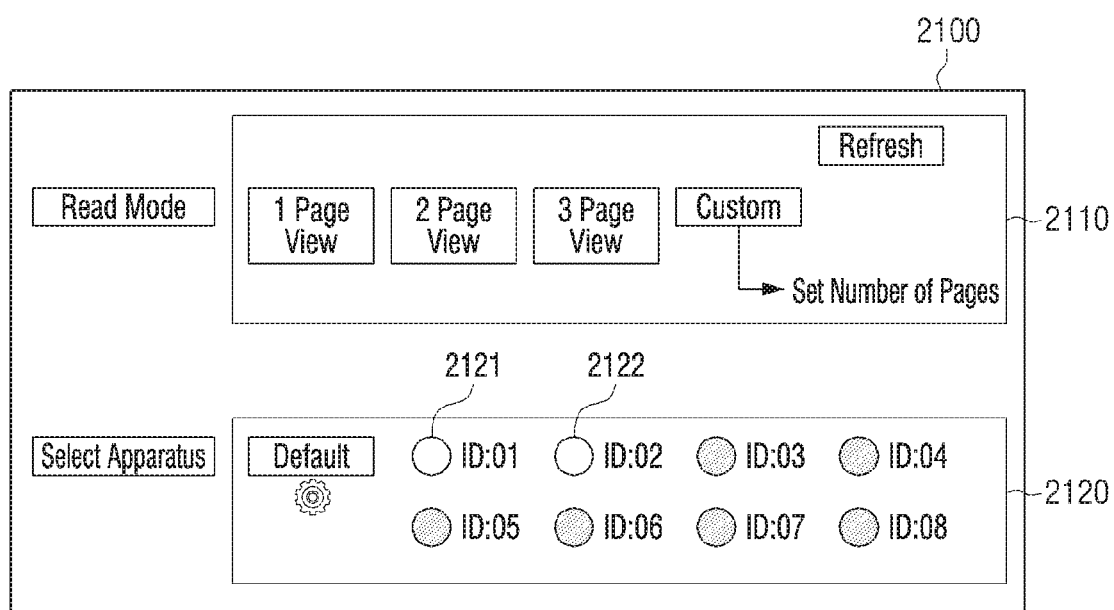 2100
Refresh
Read Mode
1 Page
View
2 Page
View
3 Page
View
Custom
2110
Set Number of Pages
2121
2122
Select Apparatus
Default
ID:01
ID:02
ID:03
ID:04
2120
ID:05
ID:06
ID:07
ID:08